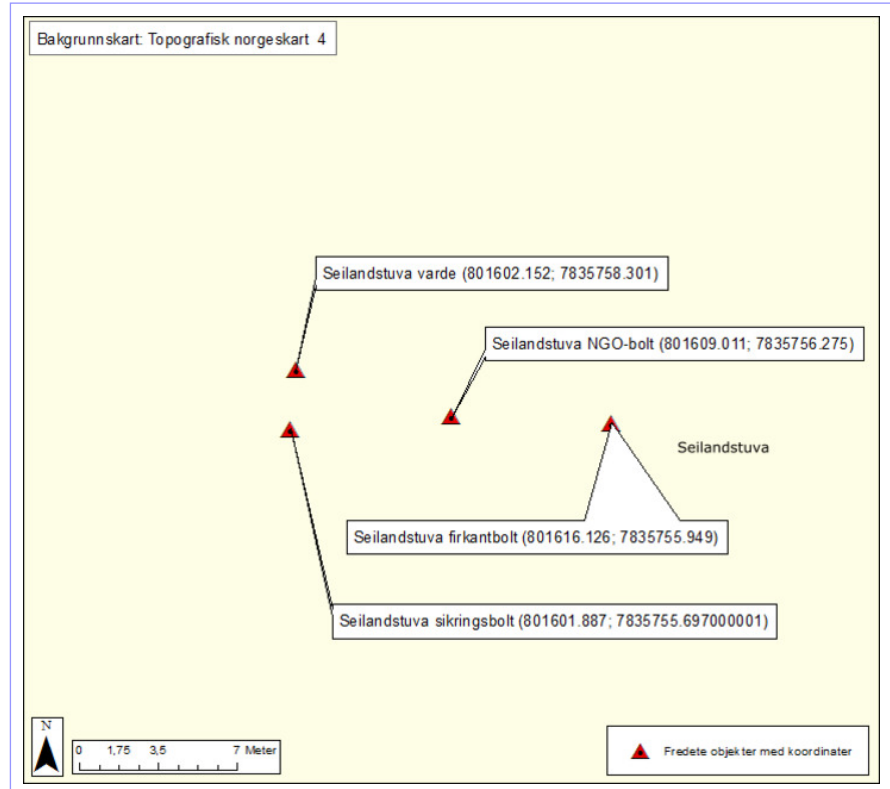 Bakgrunnskart: Topografisk norgeskart 4
Seilandstuva varde (801602.152; 7835758.301)
Seilandstuva NGO-bolt (801609.011; 7835756.275)
Seilandstuva
Seilandstuva firkantbolt (801616.126; 7835755.949)
Seilandstuva sikringsbolt (801601.887; 7835755.697000001)
N
0 1,75 3,5 7 Meter
Fredete objekter med koordinater